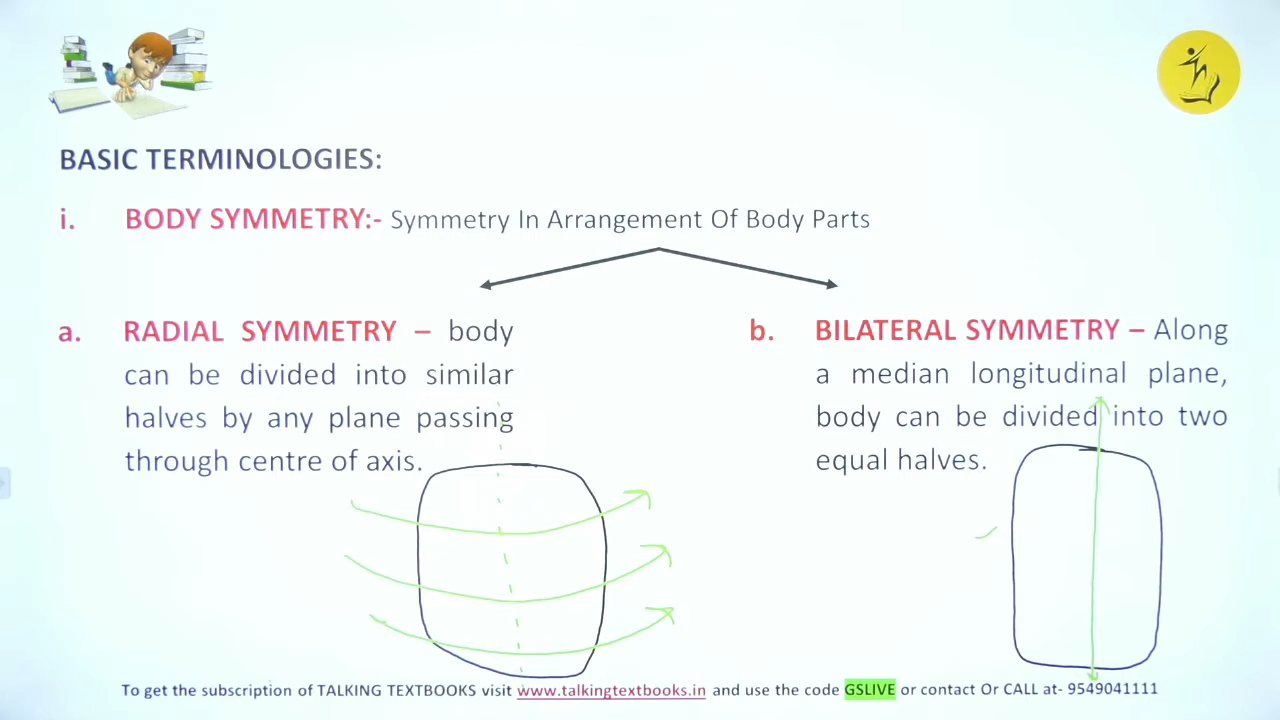 BASIC TERMINOLOGIES:
i. BODY SYMMETRY:- Symmetry In Arrangement Of Body Parts
a. RADIAL SYMMETRY – body
can be divided into similar
halves by any plane passing
through centre of axis.
b. BILATERAL SYMMETRY – Along
a median longitudinal plane,
body can be divided into two
equal halves.
To get the subscription of TALKING TEXTBOOKS visit www.talkingtextbooks.in and use the code GSLIVE or contact Or CALL at- 9549041111